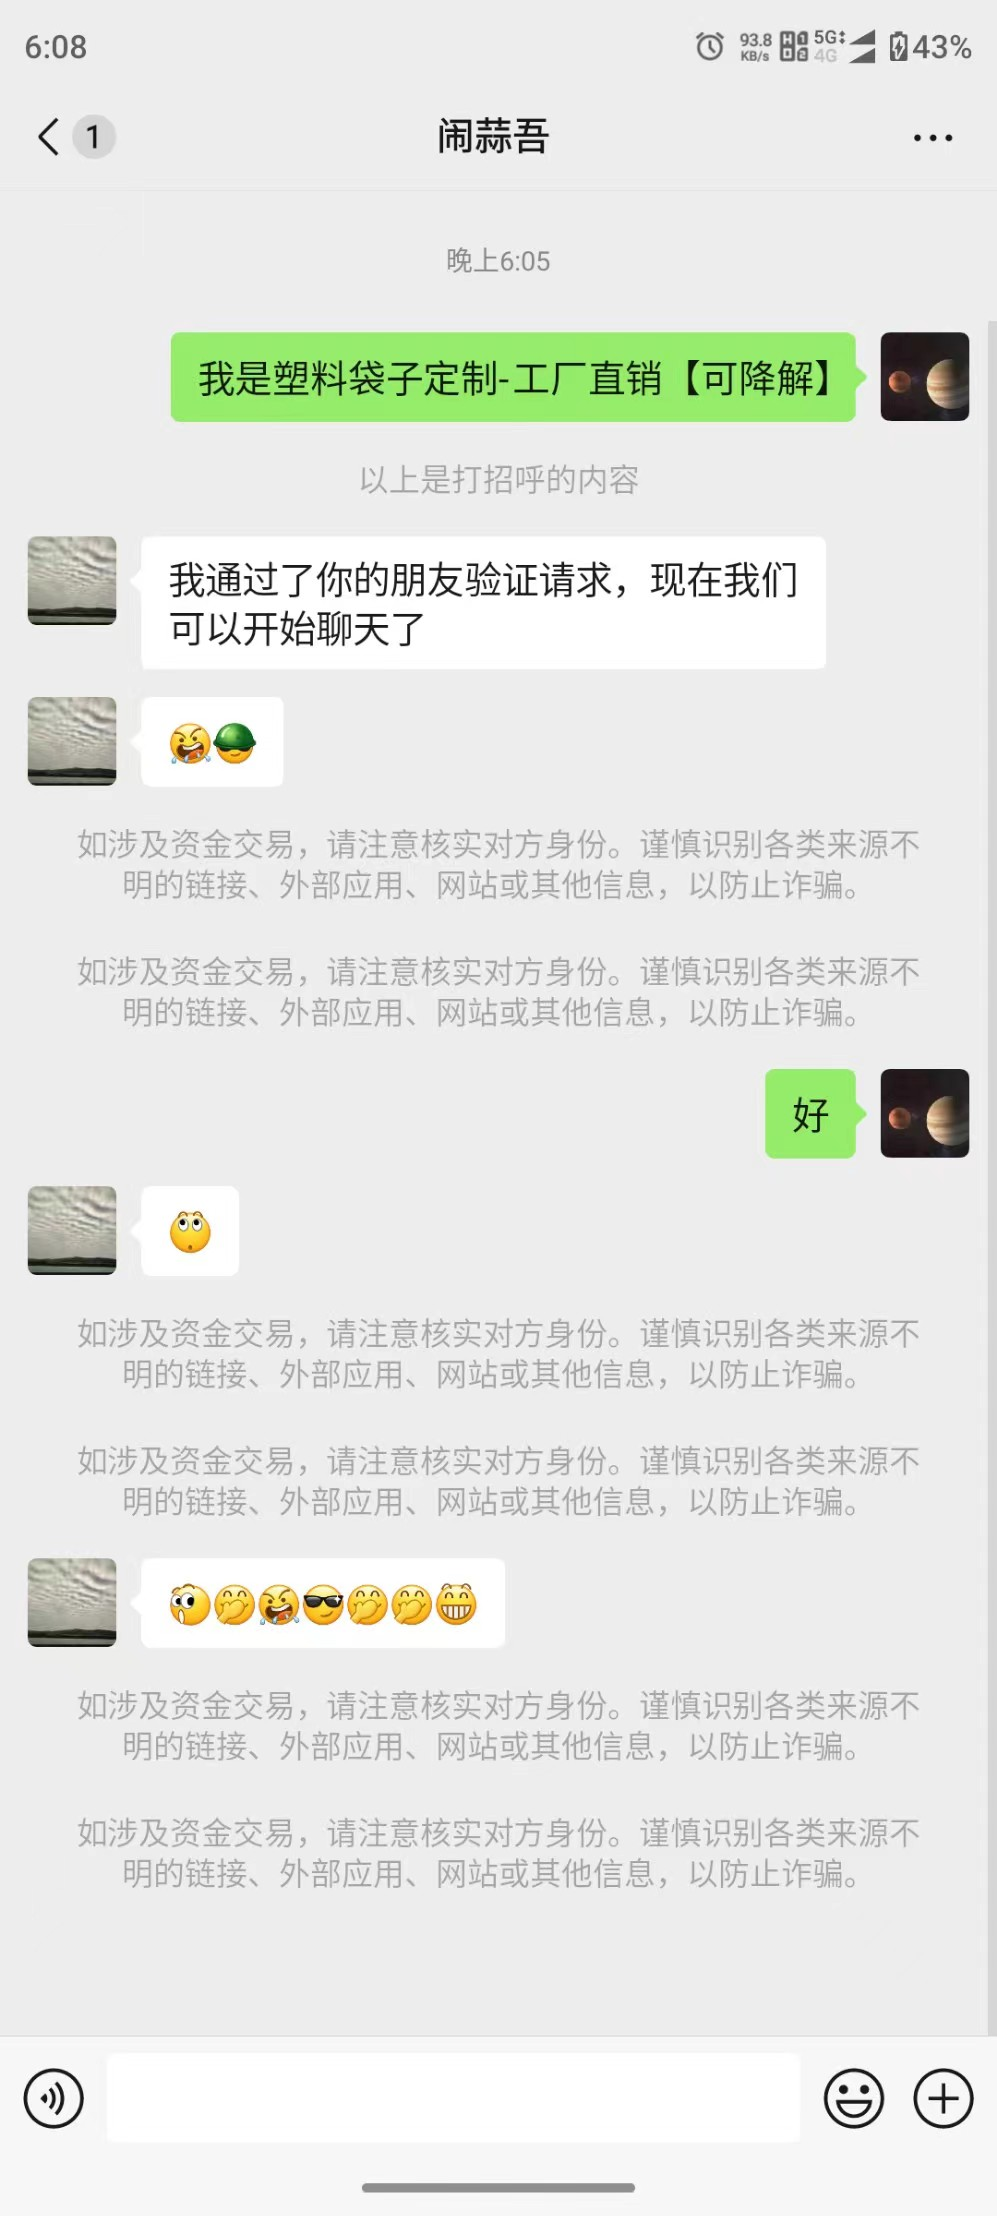 6:08
93.8 KB/s HD 1 2 5G 4G 43%
1
闹蒜吾
晚上6:05
我是塑料袋子定制-工厂直销【可降解】
以上是打招呼的内容
我通过了你的朋友验证请求，现在我们
可以开始聊天了
如涉及资金交易，请注意核实对方身份。谨慎识别各类来源不
明的链接、外部应用、网站或其他信息，以防止诈骗。
如涉及资金交易，请注意核实对方身份。谨慎识别各类来源不
明的链接、外部应用、网站或其他信息，以防止诈骗。
好
如涉及资金交易，请注意核实对方身份。谨慎识别各类来源不
明的链接、外部应用、网站或其他信息，以防止诈骗。
如涉及资金交易，请注意核实对方身份。谨慎识别各类来源不
明的链接、外部应用、网站或其他信息，以防止诈骗。
如涉及资金交易，请注意核实对方身份。谨慎识别各类来源不
明的链接、外部应用、网站或其他信息，以防止诈骗。
如涉及资金交易，请注意核实对方身份。谨慎识别各类来源不
明的链接、外部应用、网站或其他信息，以防止诈骗。